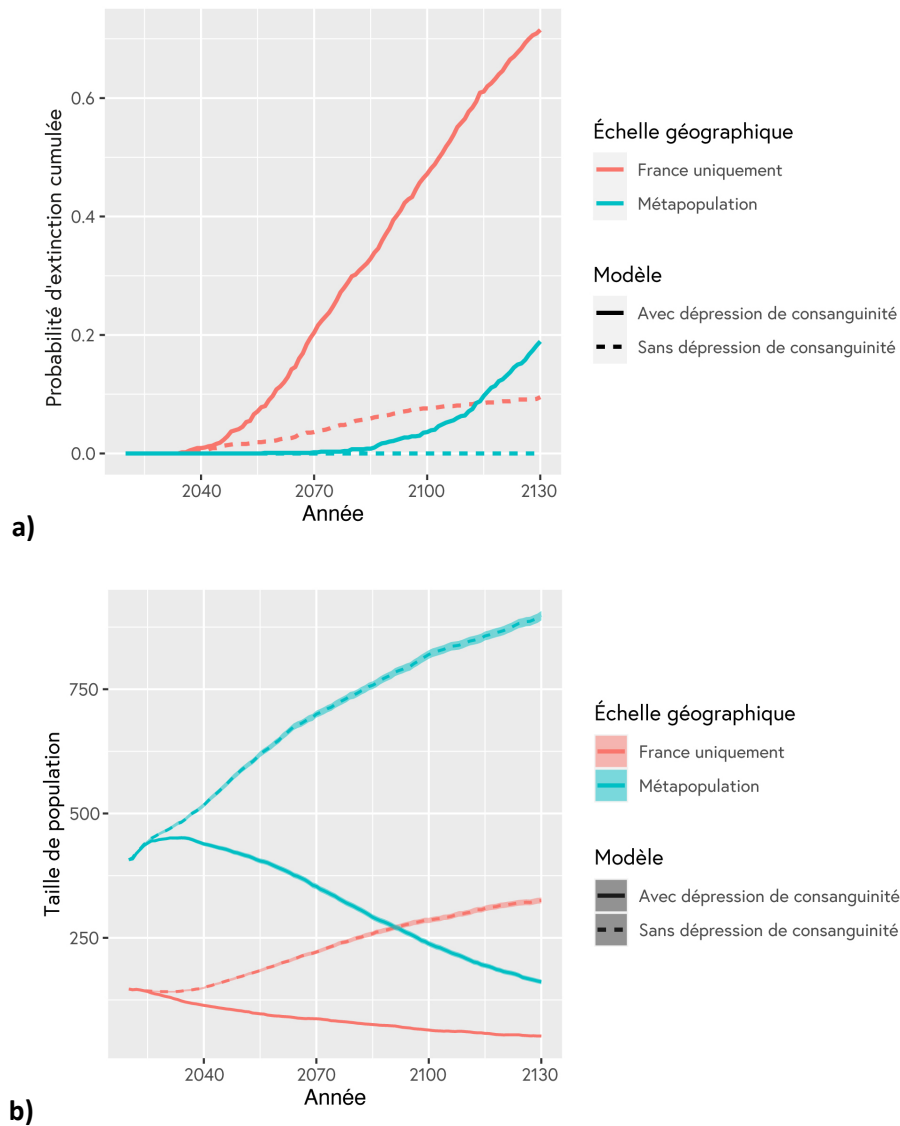 Probabilité d'extinction cumulée
0.6
0.4
0.2
0.0
2040
2070
2100
2130
Année
Échelle géographique
France uniquement
Métapopulation
Modèle
Avec dépression de consanguinité
Sans dépression de consanguinité
a)
Taille de population
750
500
250
2040
2070
2100
2130
Année
Échelle géographique
France uniquement
Métapopulation
Modèle
Avec dépression de consanguinité
Sans dépression de consanguinité
b)